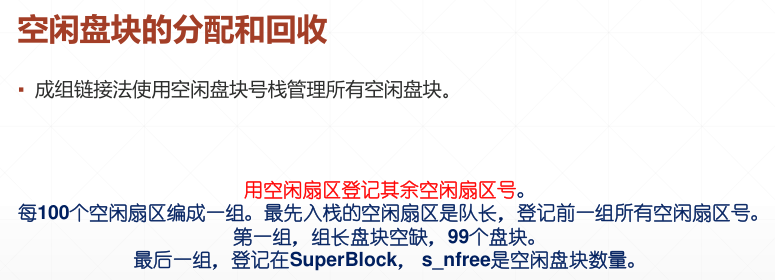 空闲盘块的分配和回收
▪ 成组链接法使用空闲盘块号栈管理所有空闲盘块。
用空闲扇区登记其余空闲扇区号。
每100个空闲扇区编成一组。最先入栈的空闲扇区是队长，登记前一组所有空闲扇区号。
第一组，组长盘块空缺，99个盘块。
最后一组，登记在SuperBlock， s_nfree是空闲盘块数量。